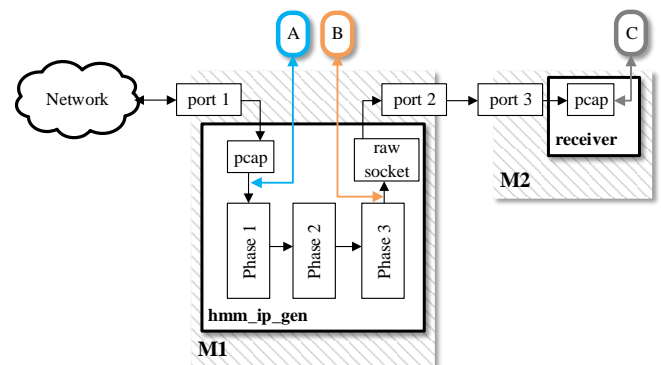 A
B
C
Network
port 1
port 2
port 3
pcap
receiver
pcap
raw
socket
M2
Phase 1
Phase 2
Phase 3
hmm_ip_gen
M1